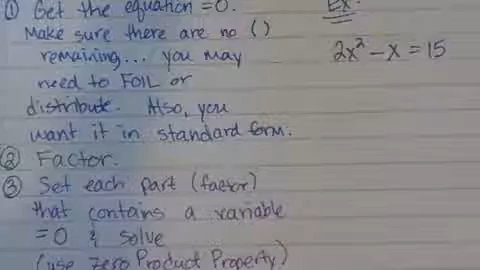 ① Get the equation = 0.
Make sure there are no ()
remaining... you may
need to FOIL or
distribute. Also, you
want it in standard form.
② Factor.
③ Set each part (factor)
that contains a variable
= 0 & solve
(use Zero Product Property)
Ex:
2x² - x = 15